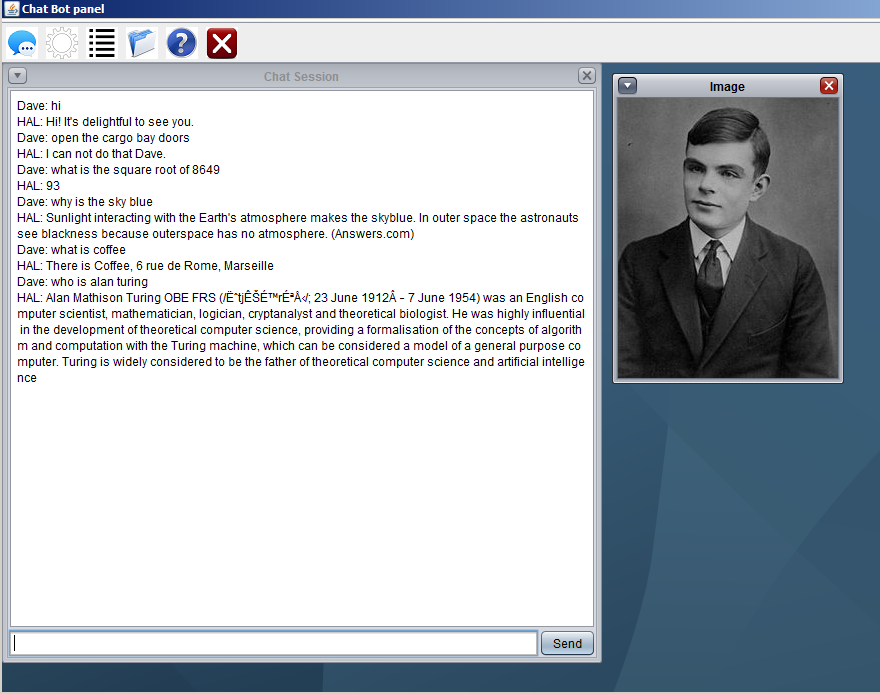 Chat Bot panel
Chat Session
Dave: hi
HAL: Hi! It's delightful to see you.
Dave: open the cargo bay doors
HAL: I can not do that Dave.
Dave: what is the square root of 8649
HAL: 93
Dave: why is the sky blue
HAL: Sunlight interacting with the Earth's atmosphere makes the skyblue. In outer space the astronauts
see blackness because outerspace has no atmosphere. (Answers.com)
Dave: what is coffee
HAL: There is Coffee, 6 rue de Rome, Marseille
Dave: who is alan turing
HAL: Alan Mathison Turing OBE FRS (/ËˆtjÊŠÉ™rÉªÅ‹/; 23 June 1912Â - 7 June 1954) was an English co
mputer scientist, mathematician, logician, cryptanalyst and theoretical biologist. He was highly influential
in the development of theoretical computer science, providing a formalisation of the concepts of algorith
m and computation with the Turing machine, which can be considered a model of a general purpose co
mputer. Turing is widely considered to be the father of theoretical computer science and artificial intellige
nce
Send
Image